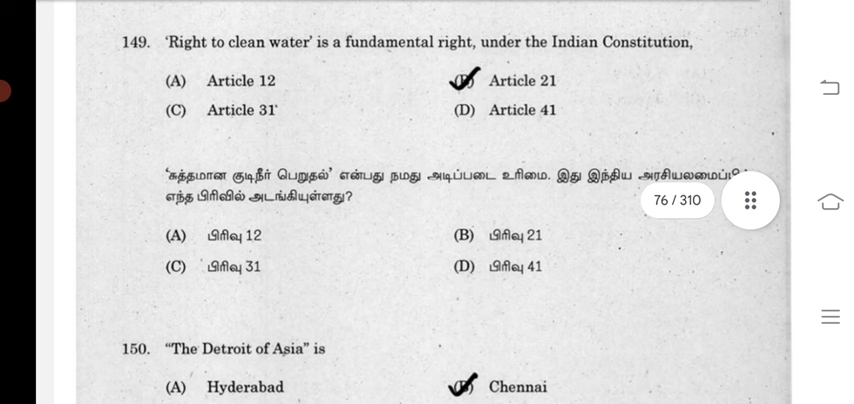 149. ‘Right to clean water’ is a fundamental right, under the Indian Constitution,
(A) Article 12 Article 21
(C) Article 31 (D) Article 41
‘சுத்தமான குடிநீர் பெறுதல்’ என்பது நமது அடிப்படை உரிமை. இது இந்திய
எந்த பிரிவில் அடங்கியுள்ளது?
76 / 310
(A) பிரிவு 12 (B) பிரிவு 21
(C) பிரிவு 31 (D) பிரிவு 41
150. “The Detroit of Asia” is
(A) Hyderabad Chennai